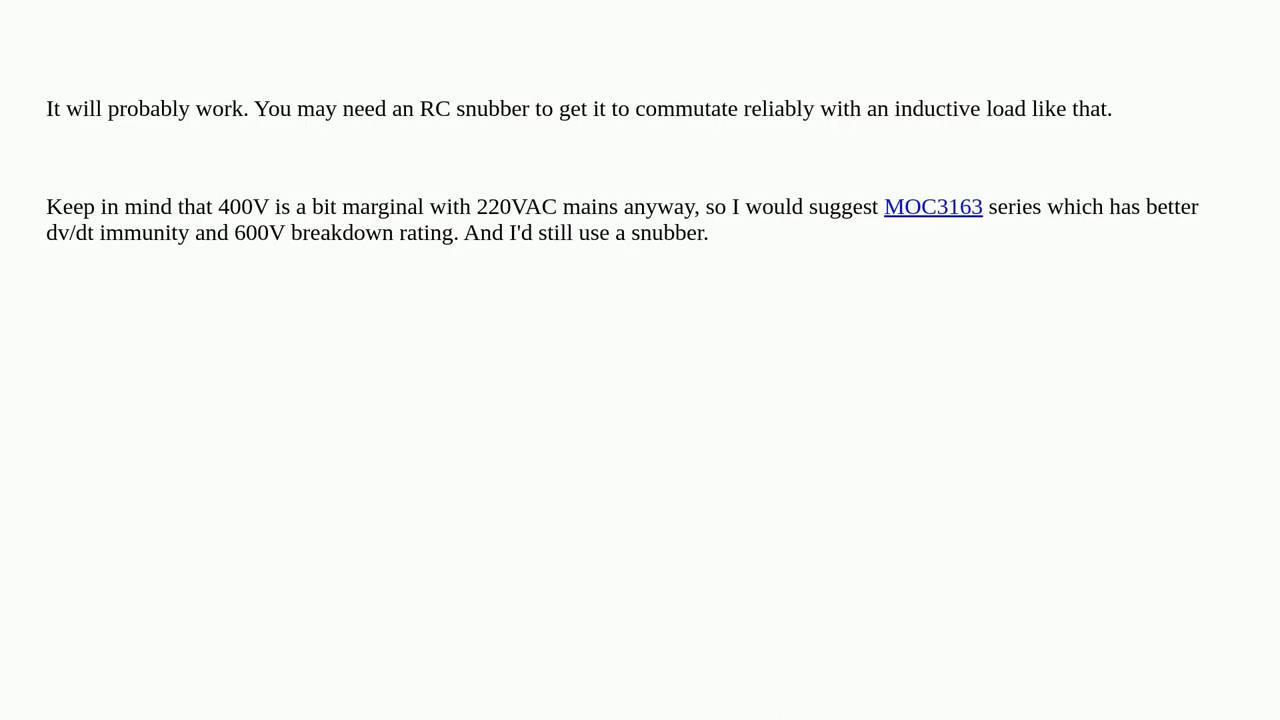 It will probably work. You may need an RC snubber to get it to commutate reliably with an inductive load like that.
Keep in mind that 400V is a bit marginal with 220VAC mains anyway, so I would suggest MOC3163 series which has better
dv/dt immunity and 600V breakdown rating. And I'd still use a snubber.